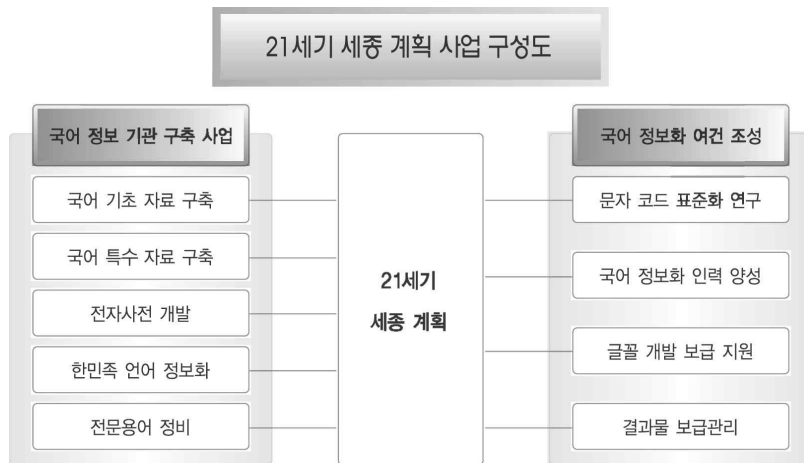 21세기 세종 계획 사업 구성도
국어 정보 기관 구축 사업
국어 기초 자료 구축
국어 특수 자료 구축
전자사전 개발
한민족 언어 정보화
전문용어 정비
21세기
세종 계획
국어 정보화 여건 조성
문자 코드 표준화 연구
국어 정보화 인력 양성
글꼴 개발 보급 지원
결과물 보급관리